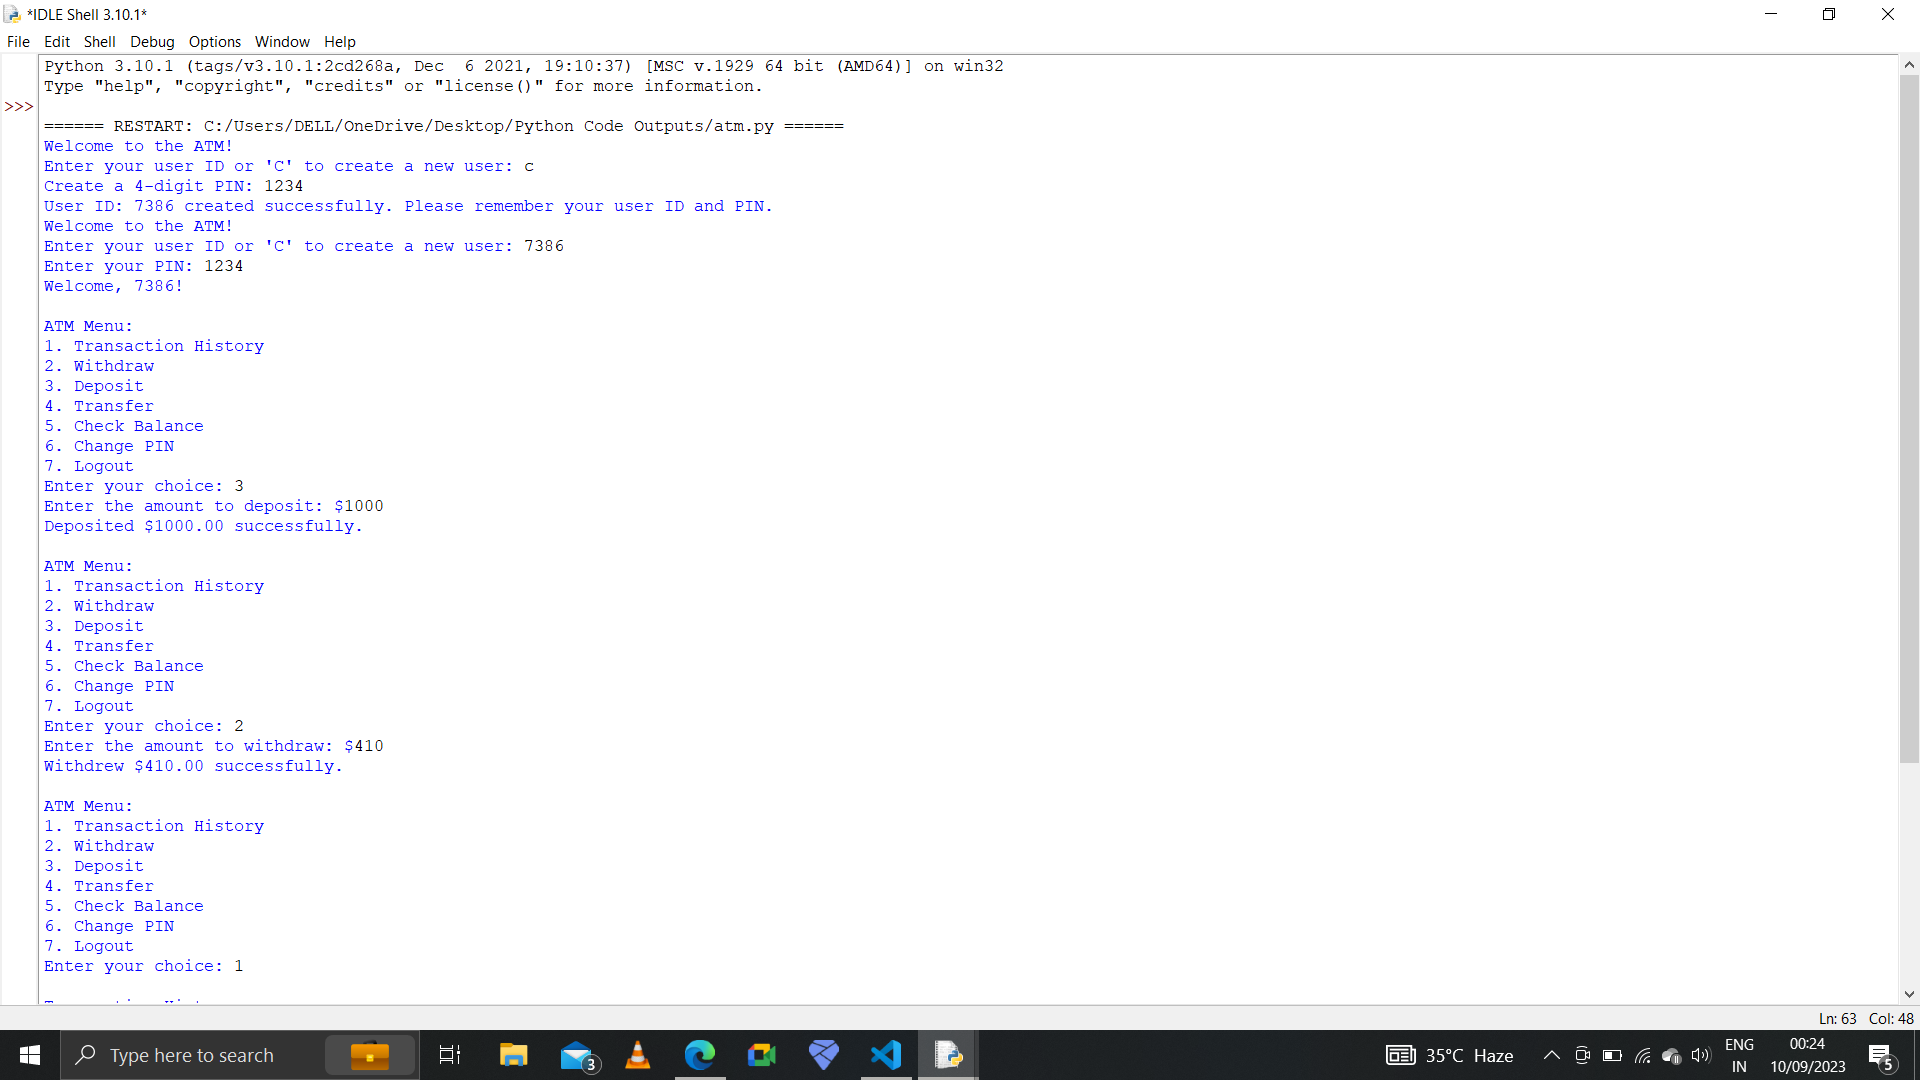 *IDLE Shell 3.10.1*
File Edit Shell Debug Options Window Help
Python 3.10.1 (tags/v3.10.1:2cd268a, Dec  6 2021, 19:10:37) [MSC v.1929 64 bit (AMD64)] on win32
Type "help", "copyright", "credits" or "license()" for more information.
>>>
====== RESTART: C:/Users/DELL/OneDrive/Desktop/Python Code Outputs/atm.py ======
Welcome to the ATM!
Enter your user ID or 'C' to create a new user: c
Create a 4-digit PIN: 1234
User ID: 7386 created successfully. Please remember your user ID and PIN.
Welcome to the ATM!
Enter your user ID or 'C' to create a new user: 7386
Enter your PIN: 1234
Welcome, 7386!
ATM Menu:
1. Transaction History
2. Withdraw
3. Deposit
4. Transfer
5. Check Balance
6. Change PIN
7. Logout
Enter your choice: 3
Enter the amount to deposit: $1000
Deposited $1000.00 successfully.
ATM Menu:
1. Transaction History
2. Withdraw
3. Deposit
4. Transfer
5. Check Balance
6. Change PIN
7. Logout
Enter your choice: 2
Enter the amount to withdraw: $410
Withdrew $410.00 successfully.
ATM Menu:
1. Transaction History
2. Withdraw
3. Deposit
4. Transfer
5. Check Balance
6. Change PIN
7. Logout
Enter your choice: 1
Ln: 63 Col: 48
Type here to search
3
35°C Haze
ENG
IN
00:24
10/09/2023
5